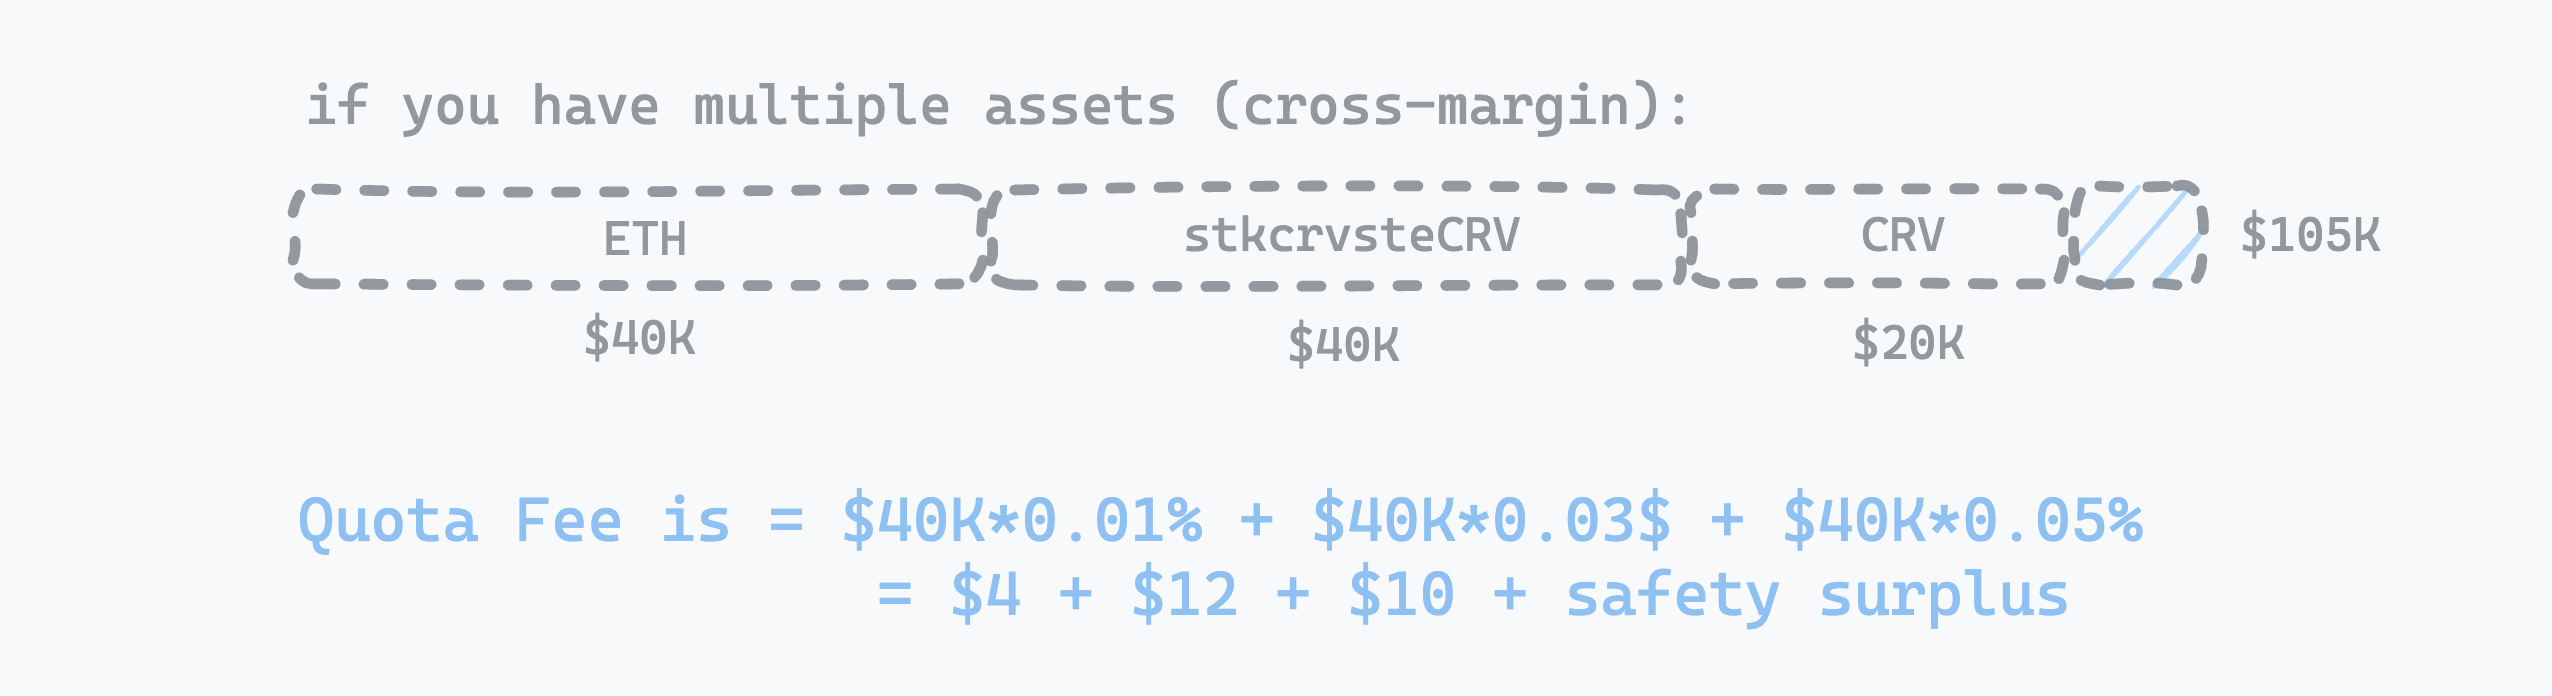 if you have multiple assets (cross-margin):
ETH stkcrvsteCRV CRV $105K
$40K $40K $20K
Quota Fee is = $40K*0.01% + $40K*0.03$ + $40K*0.05%
= $4 + $12 + $10 + safety surplus